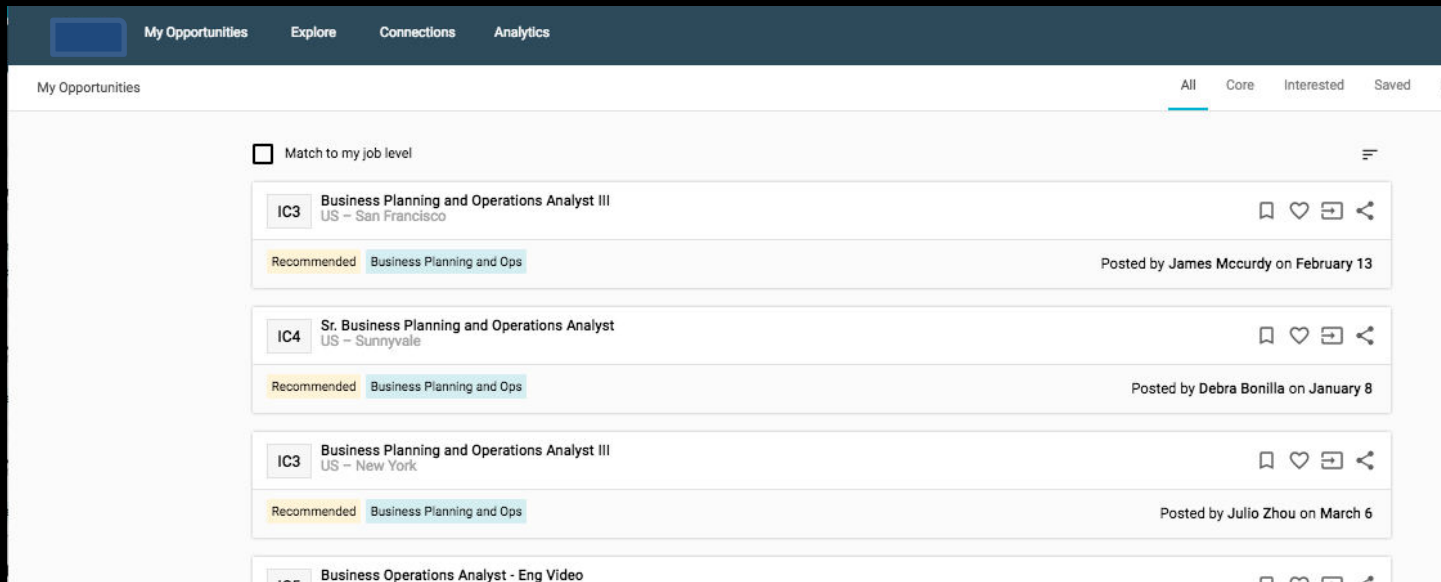 My Opportunities Explore Connections Analytics
My Opportunities All Core Interested Saved
Match to my job level
IC3 Business Planning and Operations Analyst III
US – San Francisco
Recommended Business Planning and Ops Posted by James Mccurdy on February 13
IC4 Sr. Business Planning and Operations Analyst
US – Sunnyvale
Recommended Business Planning and Ops Posted by Debra Bonilla on January 8
IC3 Business Planning and Operations Analyst III
US – New York
Recommended Business Planning and Ops Posted by Julio Zhou on March 6
Business Operations Analyst - Eng Video